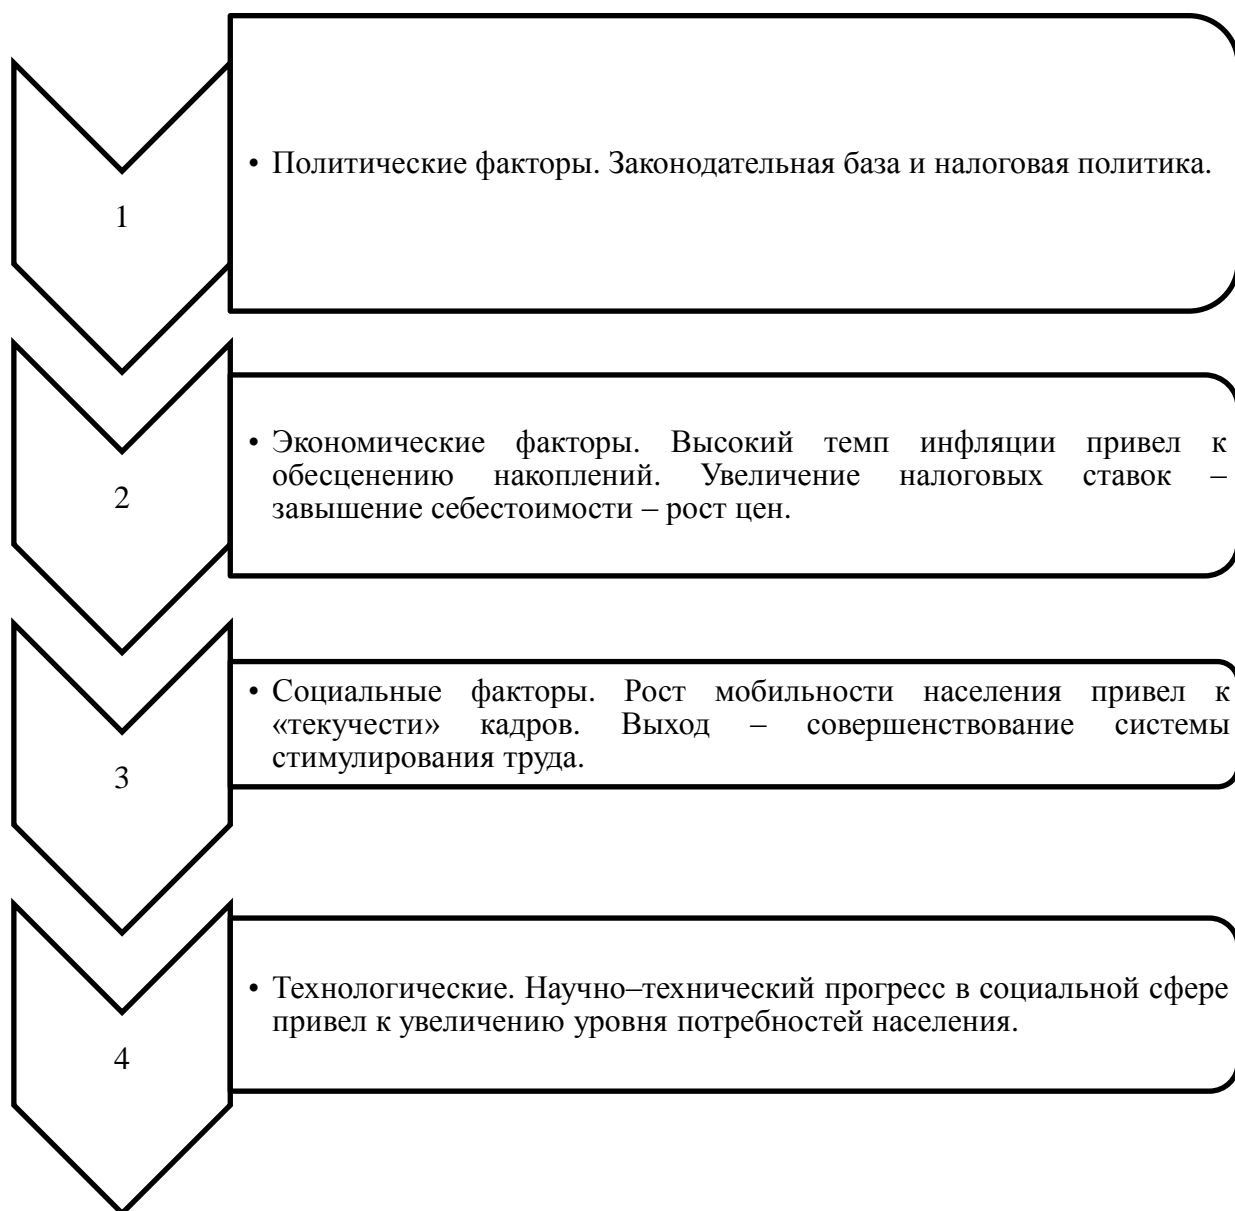 1
• Политические факторы. Законодательная база и налоговая политика.
2
• Экономические факторы. Высокий темп инфляции привел к
обесценению накоплений. Увеличение налоговых ставок –
завышение себестоимости – рост цен.
3
• Социальные факторы. Рост мобильности населения привел к
«текучести» кадров. Выход – совершенствование системы
стимулирования труда.
4
• Технологические. Научно–технический прогресс в социальной сфере
привел к увеличению уровня потребностей населения.